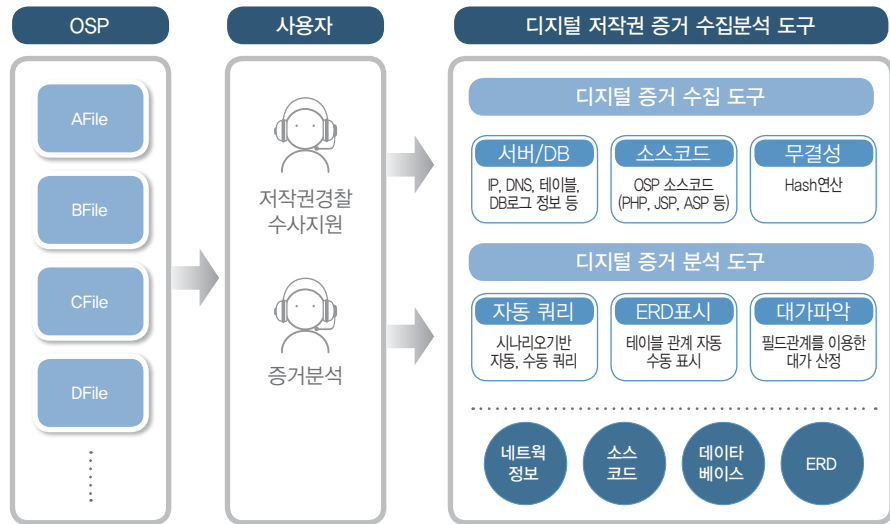 OSP
AFile
BFile
CFile
DFile
사용자
저작권경찰
수사지원
증거분석
디지털 저작권 증거 수집분석 도구
디지털 증거 수집 도구
서버/DB
IP, DNS, 테이블,
DB로그 정보 등
소스코드
OSP 소스코드
(PHP, JSP, ASP 등)
무결성
Hash연산
디지털 증거 분석 도구
자동 쿼리
시나리오기반
자동, 수동 쿼리
ERD표시
테이블 관계 자동
수동 표시
대가파악
필드관계를 이용한
대가 산정
네트웍
정보
소스
코드
데이타
베이스
ERD